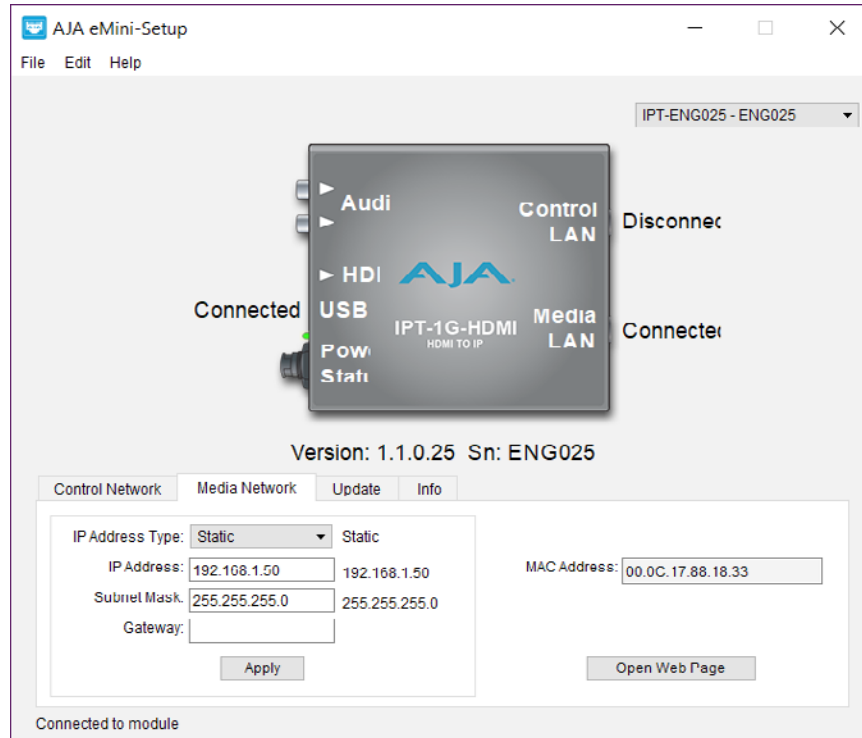 AJA eMini-Setup
File Edit Help
IPT-ENG025 - ENG025
Audi
Control
LAN
Disconnec
HDI
AJA
Connected
USB
IPT-1G-HDMI
HDMI TO IP
Media
LAN
Connected
Pow
Statu
Version: 1.1.0.25 Sn: ENG025
Control Network Media Network Update Info
IP Address Type: Static Static
IP Address: 192.168.1.50 192.168.1.50
MAC Address: 00.0C.17.88.18.33
Subnet Mask: 255.255.255.0 255.255.255.0
Gateway:
Apply
Open Web Page
Connected to module